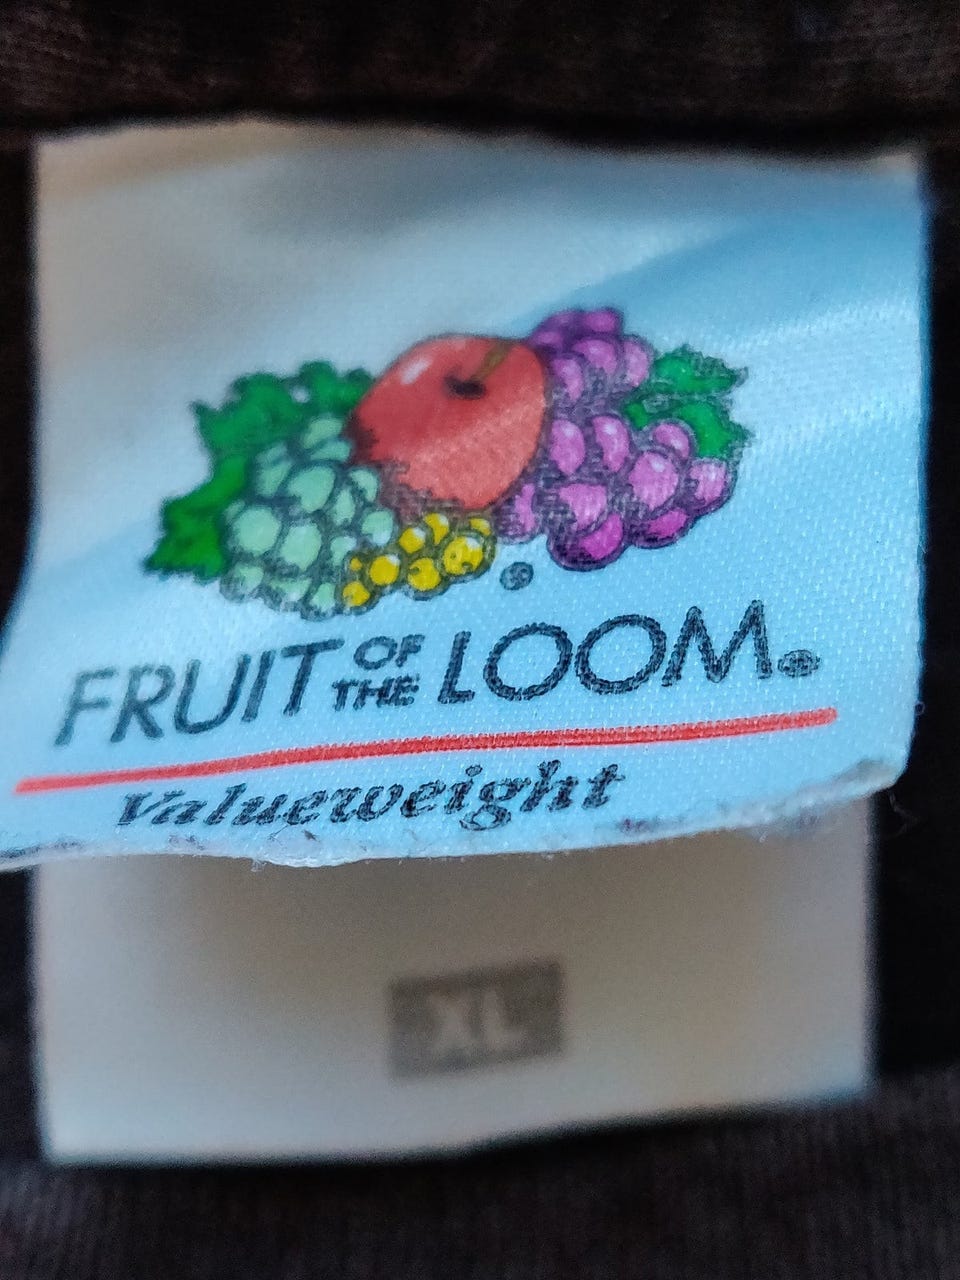 ®
FRUIT OF THE LOOM®
Valueweight
XL